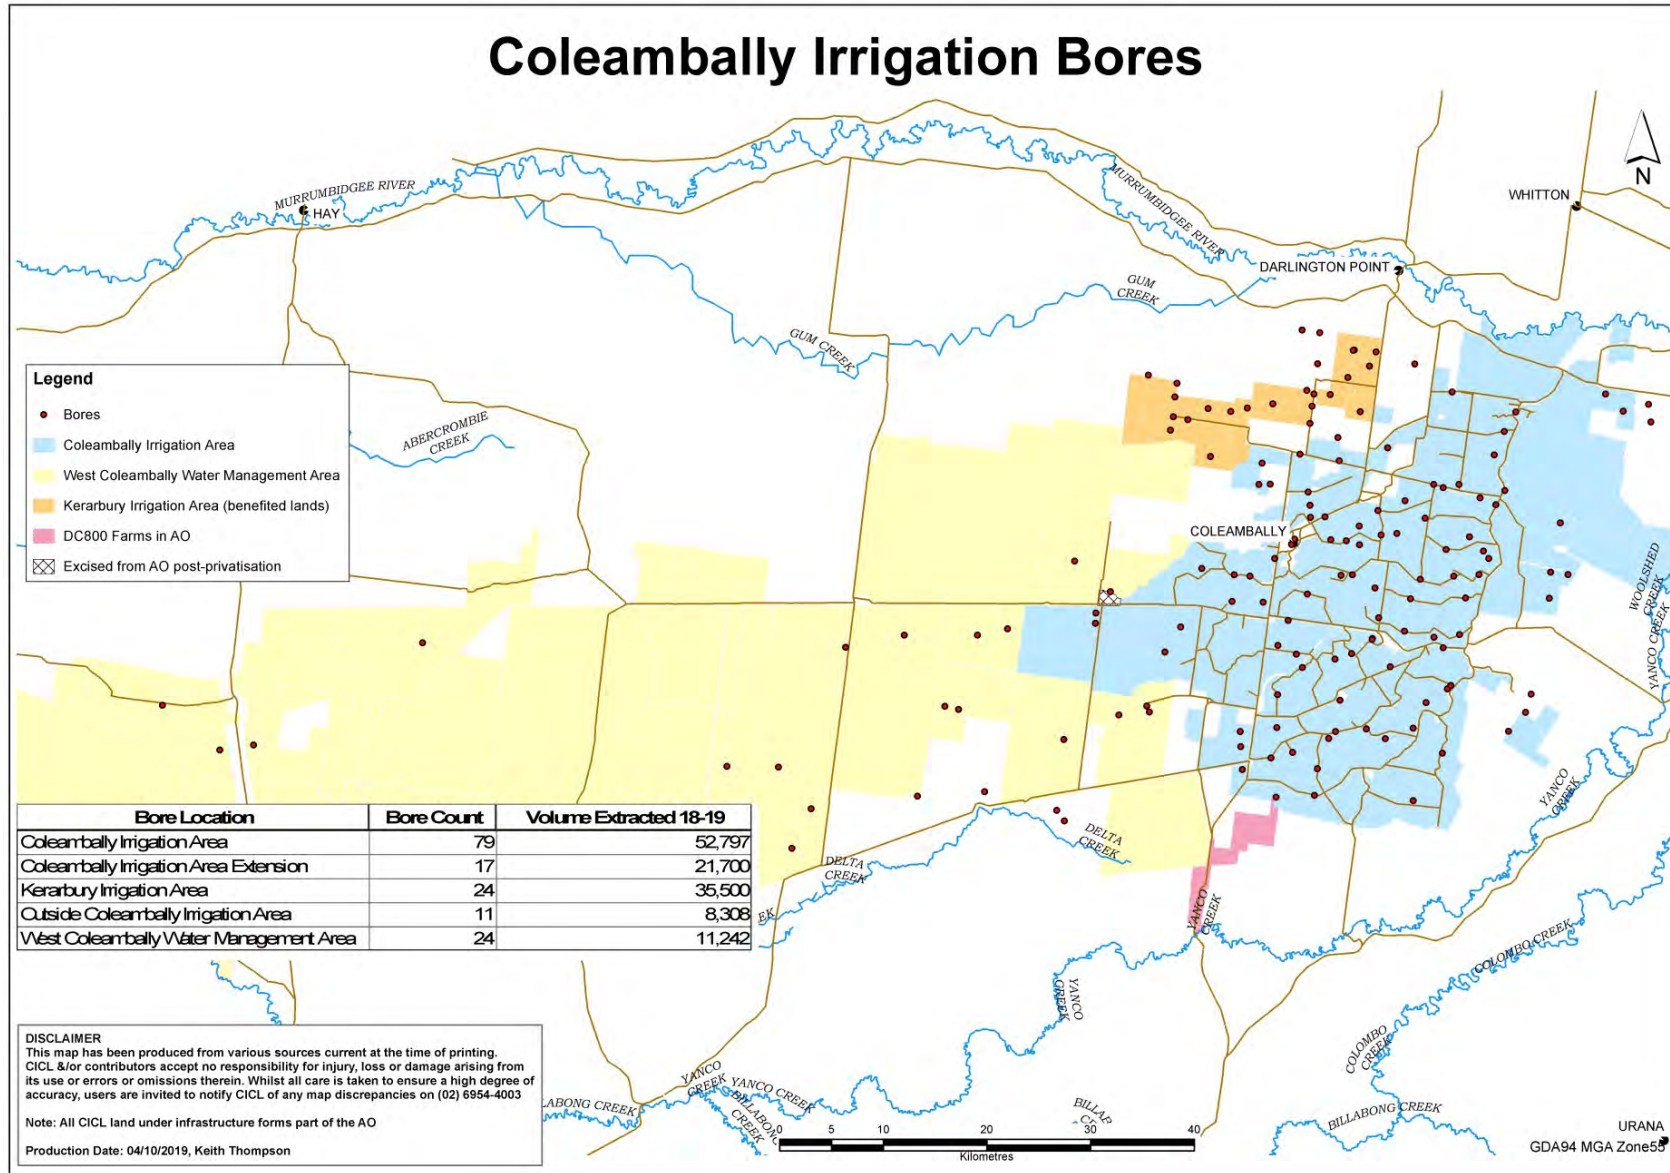 Coleambally Irrigation Bores
N
MURRUMBIDGEE RIVER
HAY
MURRUMBIDGEE RIVER
WHITTON
DARLINGTON POINT
GUM
CREEK
GUM CREEK
Legend
Bores
Coleambally Irrigation Area
West Coleambally Water Management Area
Kerarbury Irrigation Area (benefited lands)
DC800 Farms in AO
Excised from AO post-privatisation
ABERCROMBIE
CREEK
COLEAMBALLY
WOOLSHED
CREEK
YANCO CREEK
YANCO
CREEK
DELTA
CREEK
DELTA
CREEK
EK
YANCO
CREEK
COLOMBO CREEK
YANCO
CREEK
COLOMBO
CREEK
Bore Location Bore Count Volume Extracted 18-19
Coleambally Irrigation Area 79 52,797
Coleambally Irrigation Area Extension 17 21,700
Kerarbury Irrigation Area 24 35,500
Outside Coleambally Irrigation Area 11 8,308
West Coleambally Water Management Area 24 11,242
DISCLAIMER
This map has been produced from various sources current at the time of printing.
CICL &/or contributors accept no responsibility for injury, loss or damage arising from
its use or errors or omissions therein. Whilst all care is taken to ensure a high degree of
accuracy, users are invited to notify CICL of any map discrepancies on (02) 6954-4003
Note: All CICL land under infrastructure forms part of the AO
Production Date: 04/10/2019, Keith Thompson
YANCO
CREEK
YANCO CREEK
LABONG CREEK
BILLABONG
CREEK
BILLAB
BILLABONG CREEK
0 5 10 20 30 40
Kilometres
URANA
GDA94 MGA Zone55